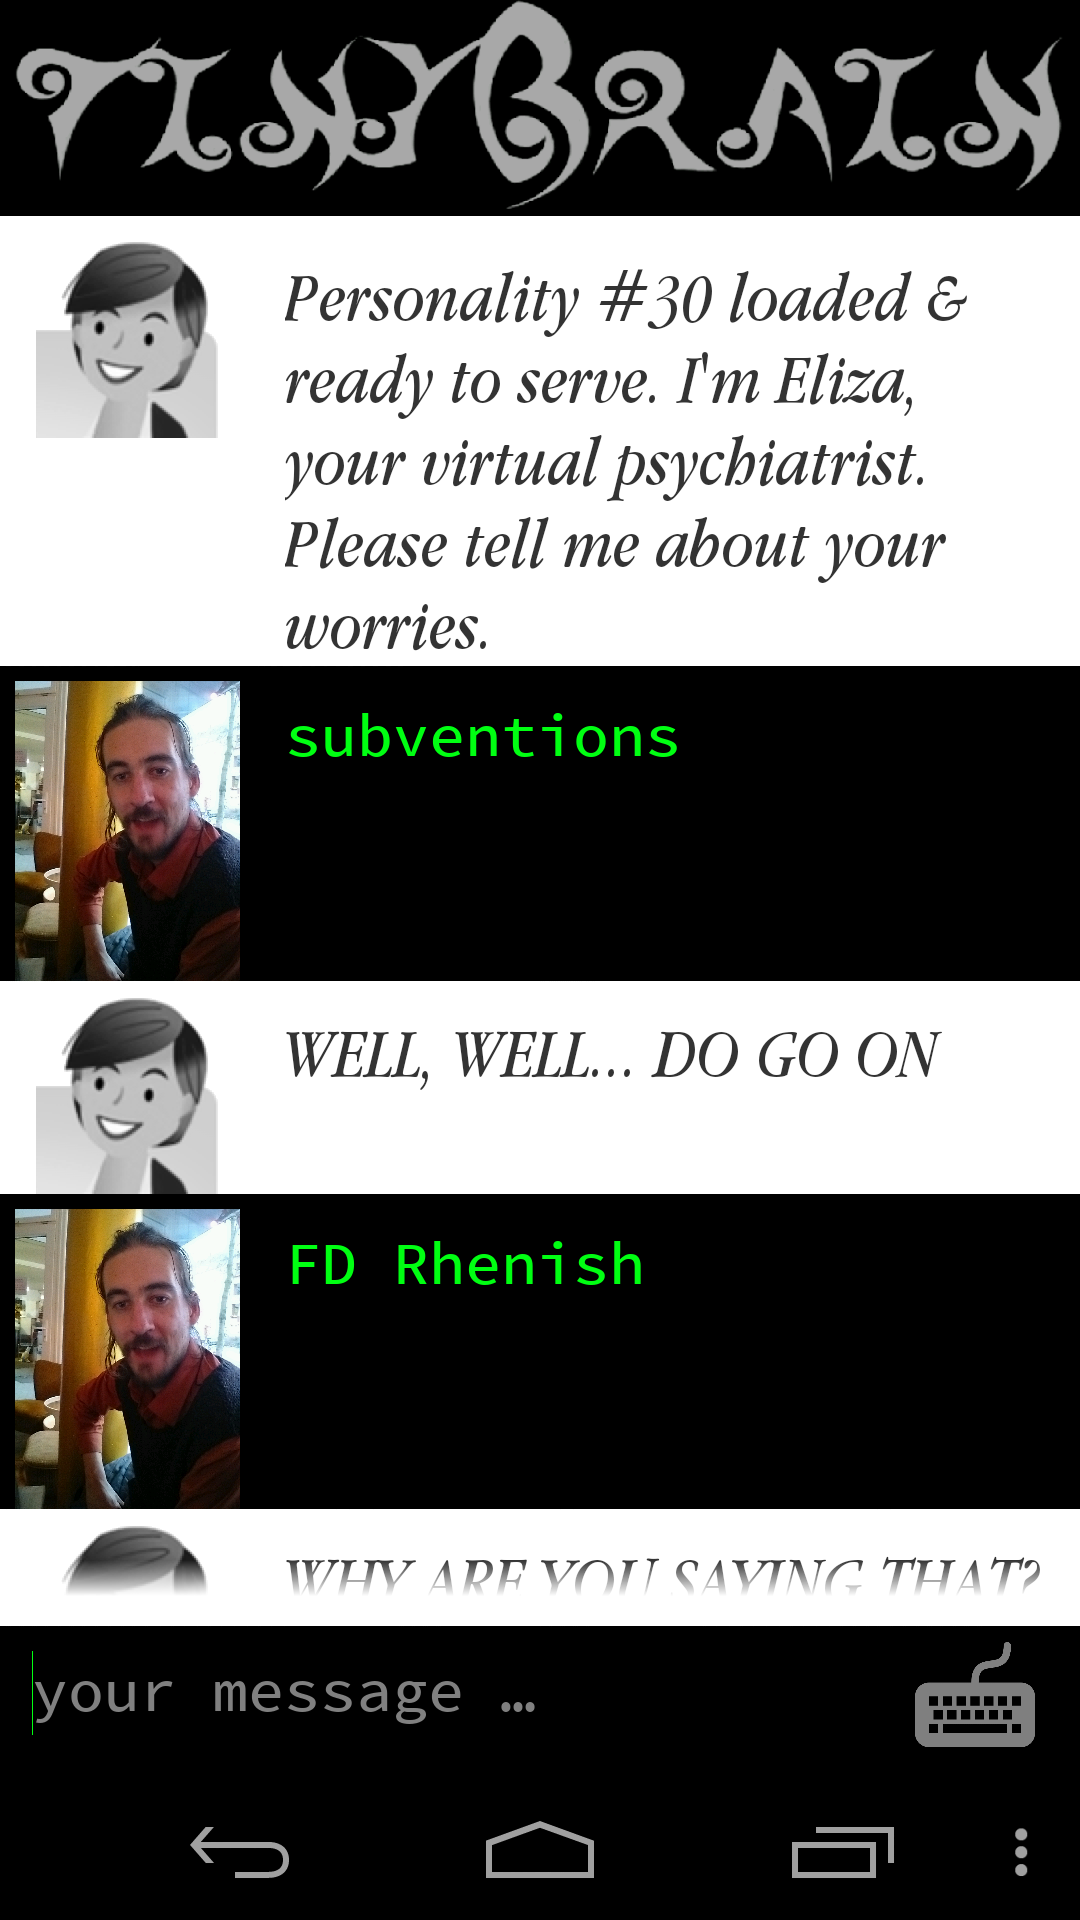 TINYBRAIN
Personality #30 loaded &
ready to serve. I'm Eliza,
your virtual psychiatrist.
Please tell me about your
worries.
subventions
WELL, WELL... DO GO ON
FD Rhenish
WHY ARE YOU SAYING THAT?
your message …